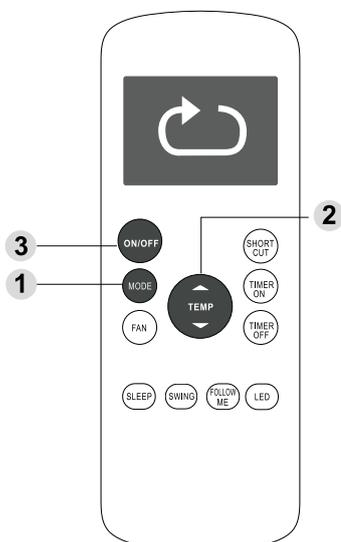 2
3
ON/OFF
SHORT
CUT
1
MODE
TEMP
TIMER
ON
FAN
TIMER
OFF
SLEEP
SWING
FOLLOW
ME
LED